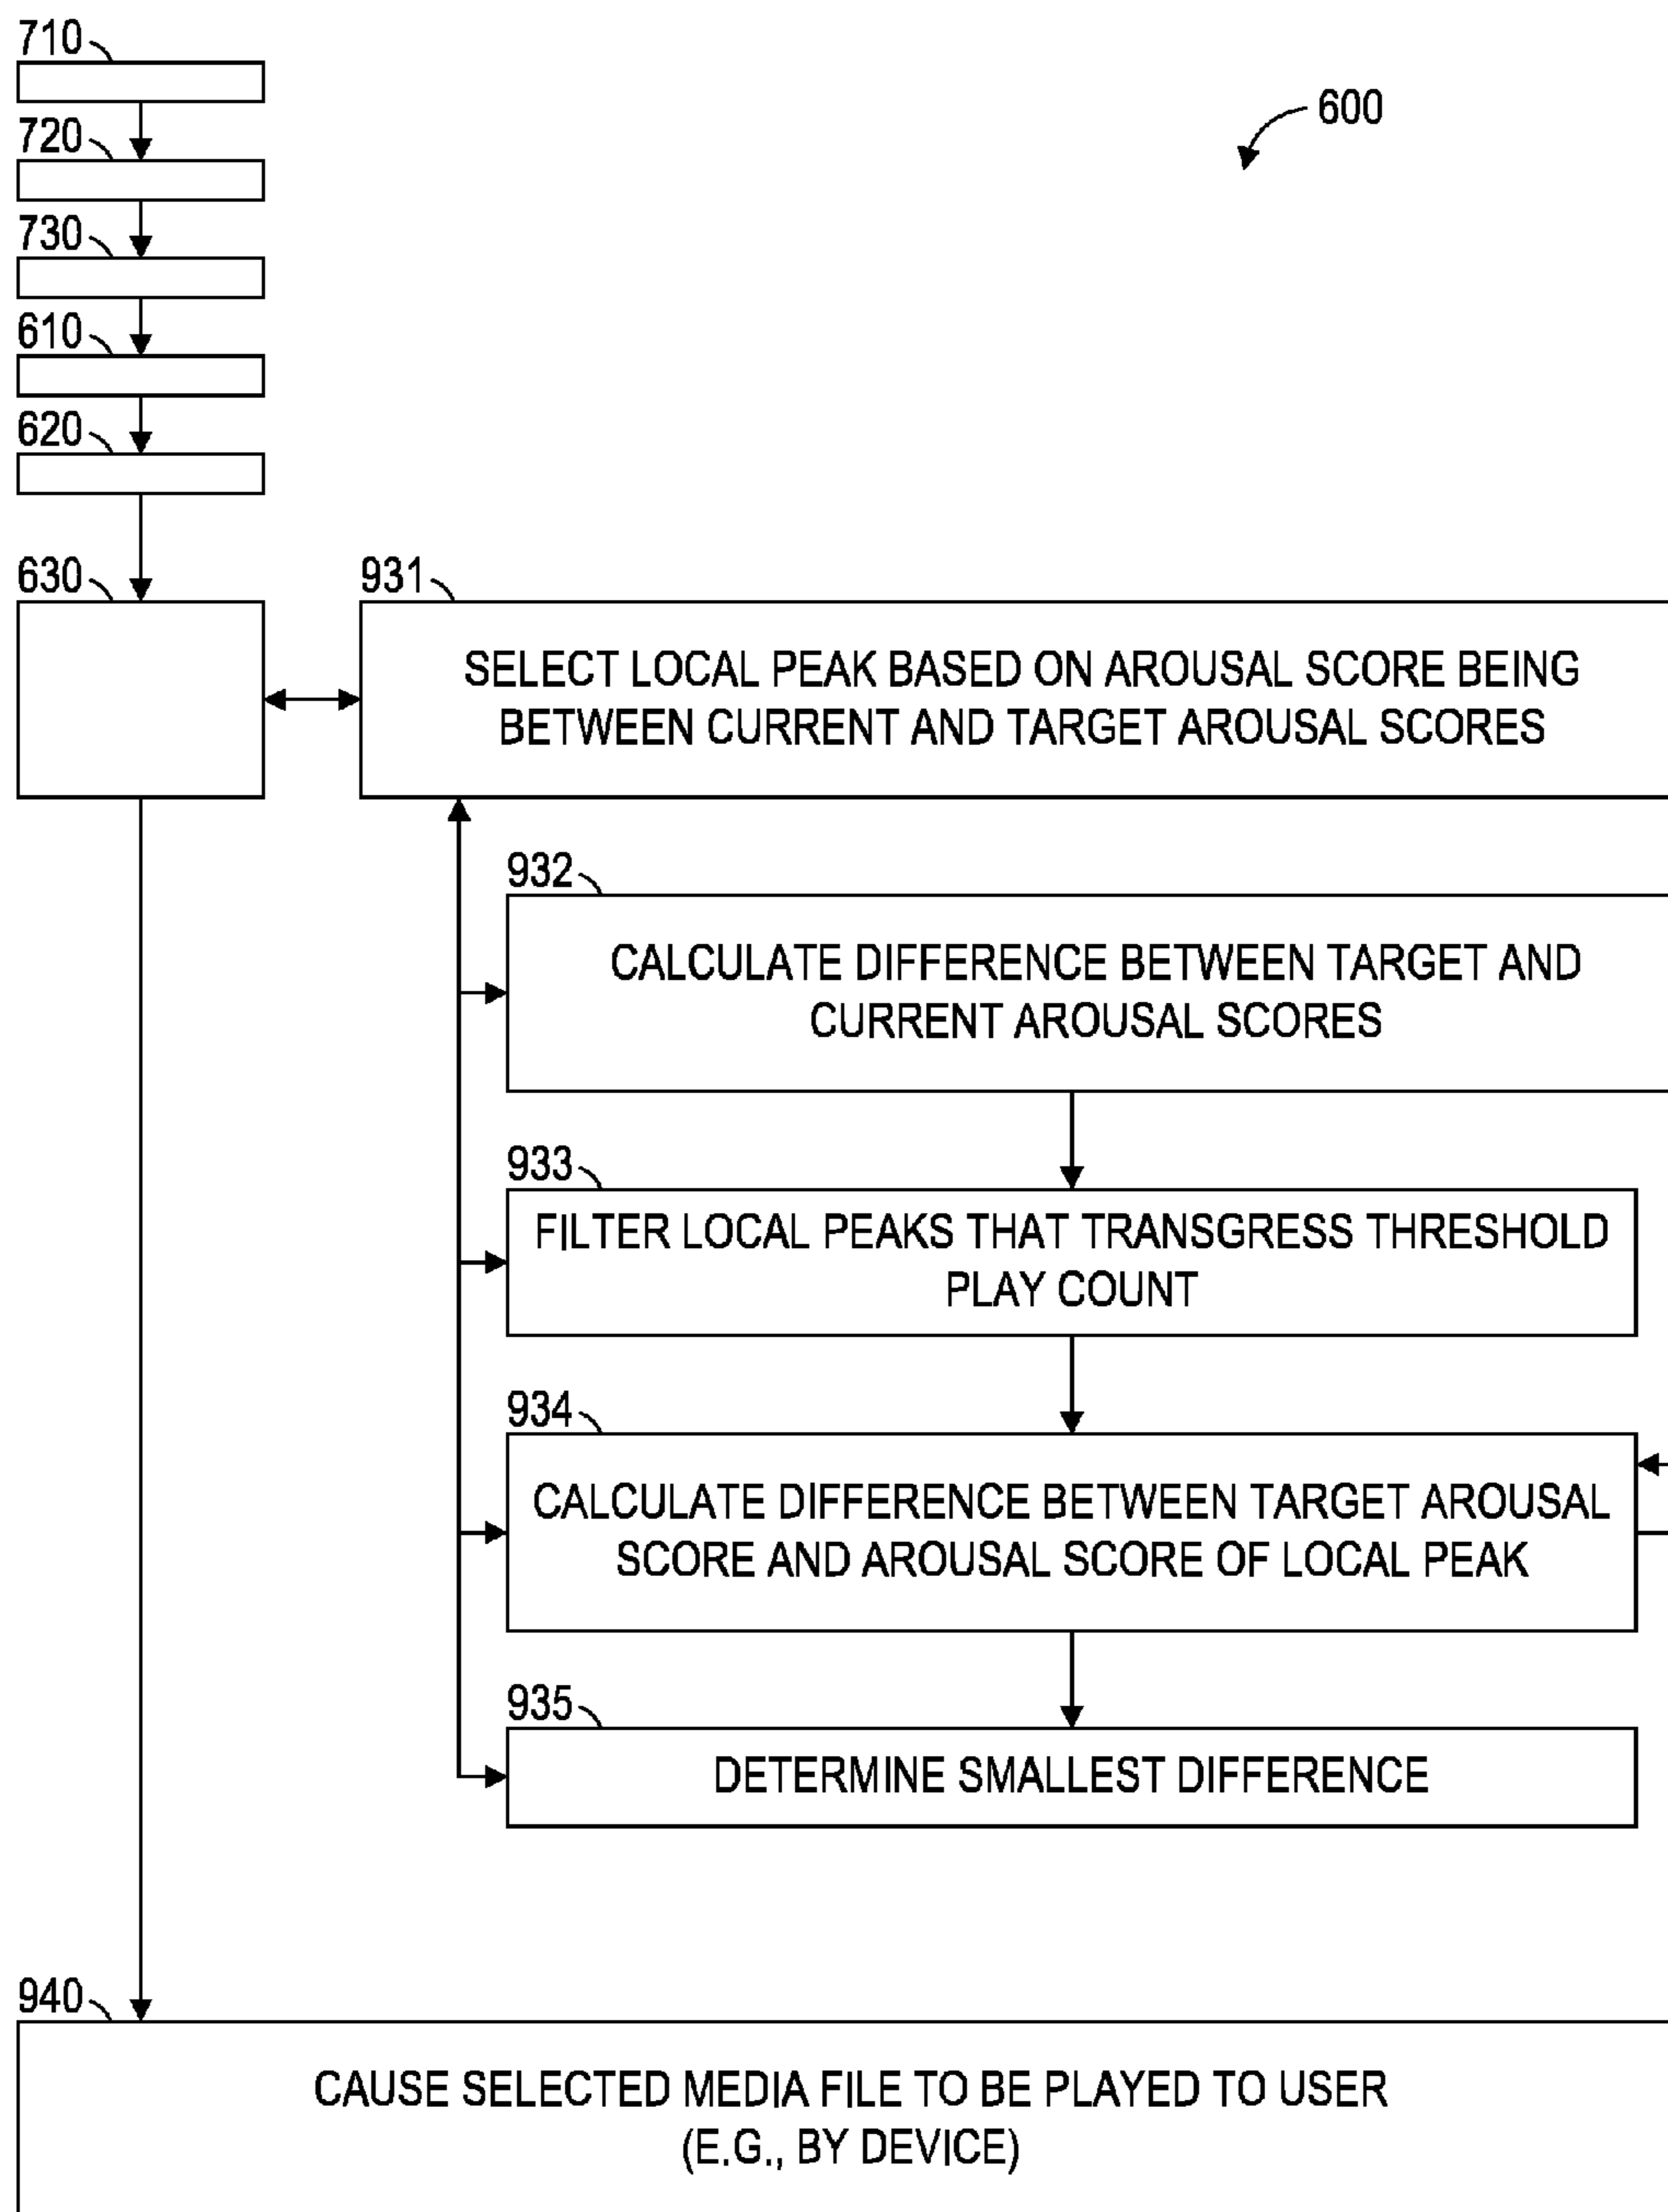 710
600
720
730
610
620
630
931
SELECT LOCAL PEAK BASED ON AROUSAL SCORE BEING
BETWEEN CURRENT AND TARGET AROUSAL SCORES
932
CALCULATE DIFFERENCE BETWEEN TARGET AND
CURRENT AROUSAL SCORES
933
FILTER LOCAL PEAKS THAT TRANSGRESS THRESHOLD
PLAY COUNT
934
CALCULATE DIFFERENCE BETWEEN TARGET AROUSAL
SCORE AND AROUSAL SCORE OF LOCAL PEAK
935
DETERMINE SMALLEST DIFFERENCE
940
CAUSE SELECTED MEDIA FILE TO BE PLAYED TO USER
(E.G., BY DEVICE)